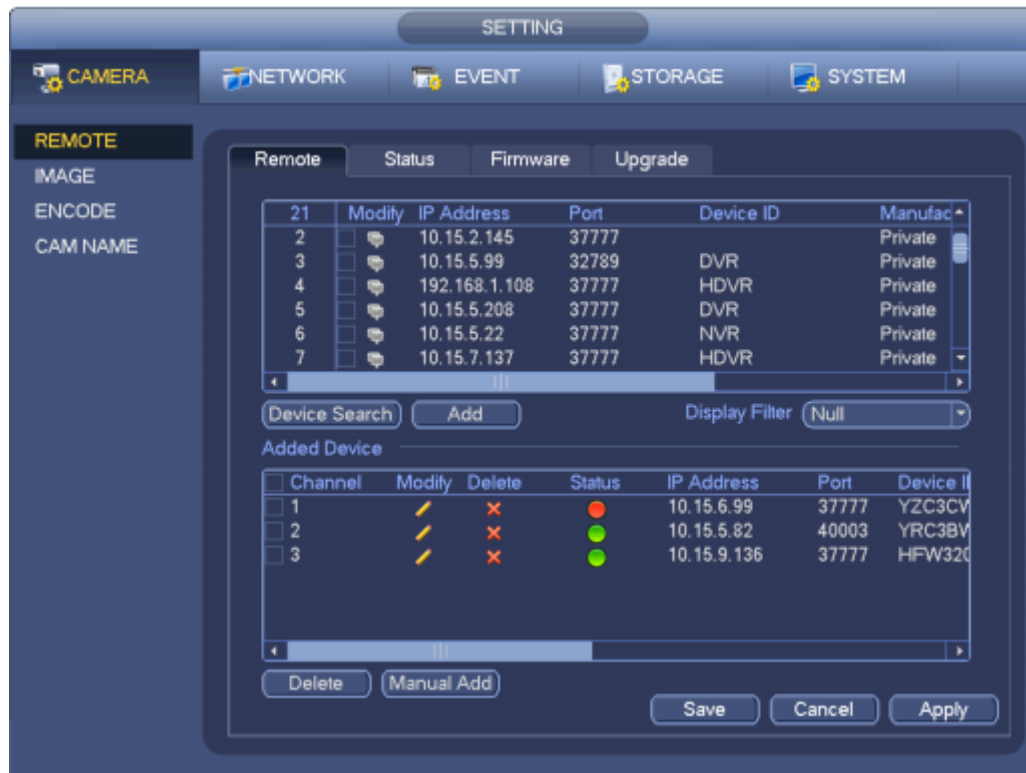 SETTING
CAMERA NETWORK EVENT STORAGE SYSTEM
REMOTE
IMAGE
ENCODE
CAM NAME
Remote Status Firmware Upgrade
21 Modify IP Address Port Device ID Manufac
2 10.15.2.145 37777 Private
3 10.15.5.99 32789 DVR Private
4 192.168.1.108 37777 HDVR Private
5 10.15.5.208 37777 DVR Private
6 10.15.5.22 37777 NVR Private
7 10.15.7.137 37777 HDVR Private
Device Search Add Display Filter Null
Added Device
Channel Modify Delete Status IP Address Port Device I
1 10.15.6.99 37777 YZC3CW
2 10.15.5.82 40003 YRC3BW
3 10.15.9.136 37777 HFW320
Delete Manual Add
Save Cancel Apply